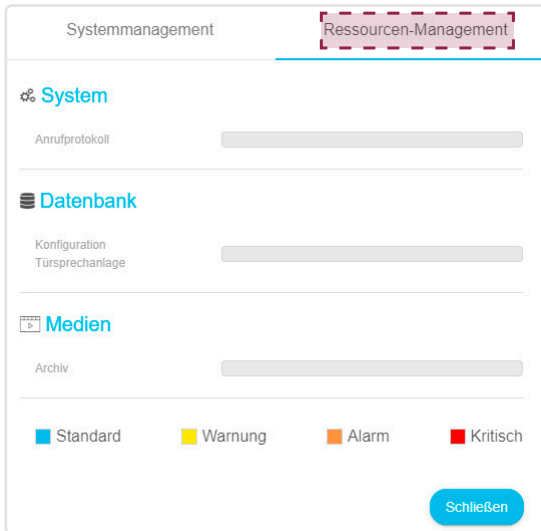 Systemmanagement Ressourcen-Management
System
Anrufprotokoll
Datenbank
Konfiguration
Türsprechanlage
Medien
Archiv
Standard Warnung Alarm Kritisch
Schließen